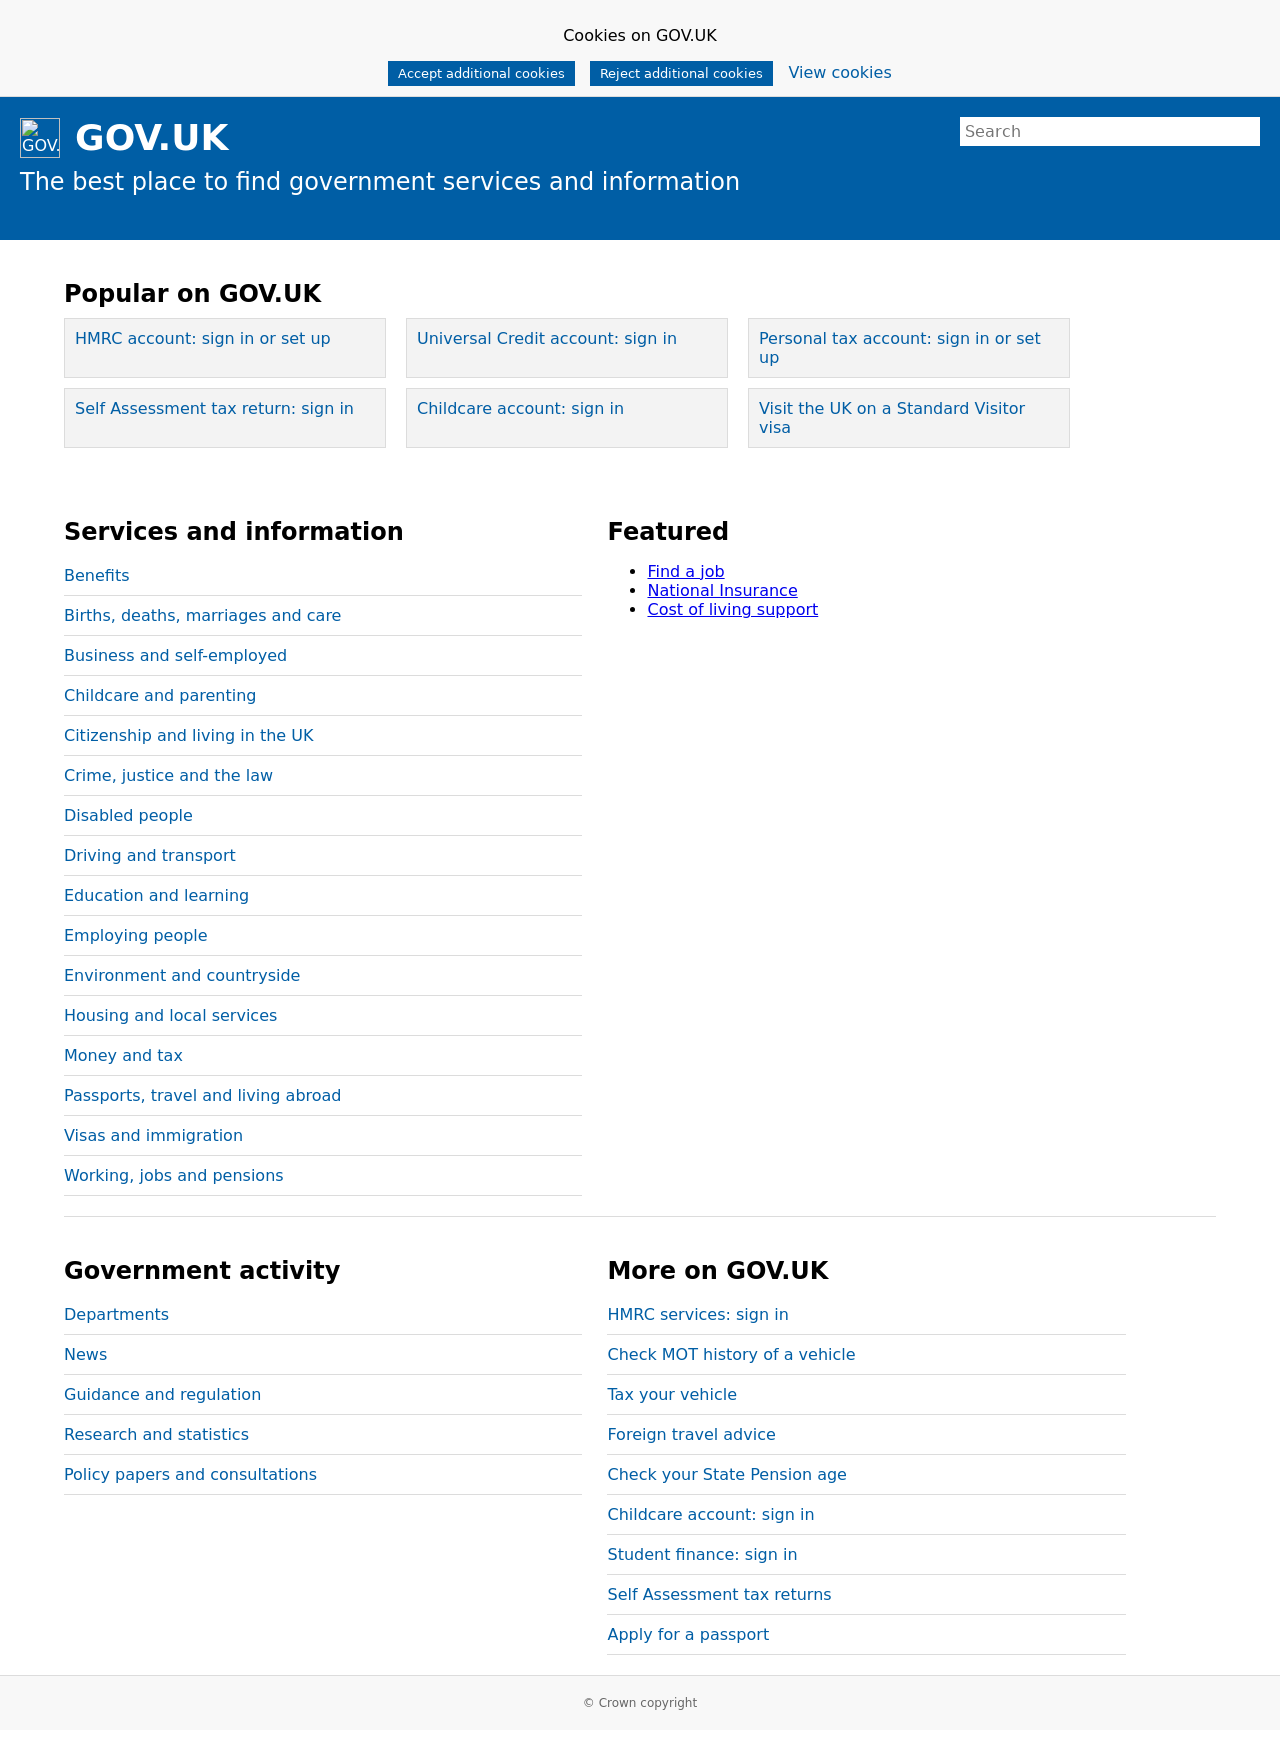 Cookies on GOV.UK
Accept additional cookies Reject additional cookies View cookies
GOV. GOV.UK
Search
The best place to find government services and information
Popular on GOV.UK
HMRC account: sign in or set up
Universal Credit account: sign in
Personal tax account: sign in or set
up
Self Assessment tax return: sign in
Childcare account: sign in
Visit the UK on a Standard Visitor
visa
Services and information
Benefits
Births, deaths, marriages and care
Business and self-employed
Childcare and parenting
Citizenship and living in the UK
Crime, justice and the law
Disabled people
Driving and transport
Education and learning
Employing people
Environment and countryside
Housing and local services
Money and tax
Passports, travel and living abroad
Visas and immigration
Working, jobs and pensions
Featured
Find a job
National Insurance
Cost of living support
Government activity
Departments
News
Guidance and regulation
Research and statistics
Policy papers and consultations
More on GOV.UK
HMRC services: sign in
Check MOT history of a vehicle
Tax your vehicle
Foreign travel advice
Check your State Pension age
Childcare account: sign in
Student finance: sign in
Self Assessment tax returns
Apply for a passport
© Crown copyright